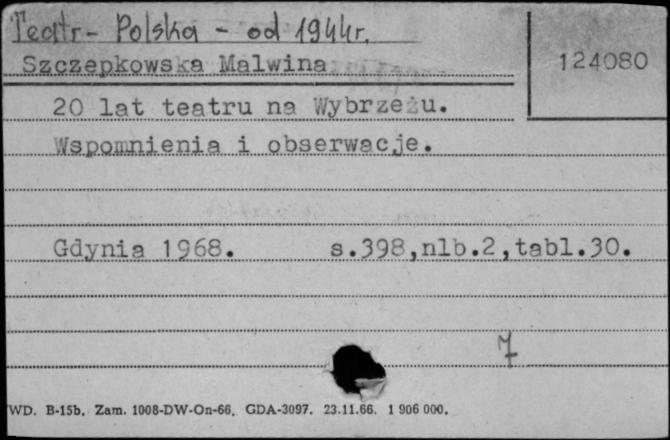 Teatr - Polska - od 1944r.
Szczepkowska Malwina
124080
20 lat teatru na Wybrzeżu.
Wspomnienia i obserwacje.
Gdynia 1968. s.398,nlb.2,tabl.30.
7
WD. B-15b. Zam. 1008-DW-On-66. GDA-3097. 23.11.66. 1 906 000.